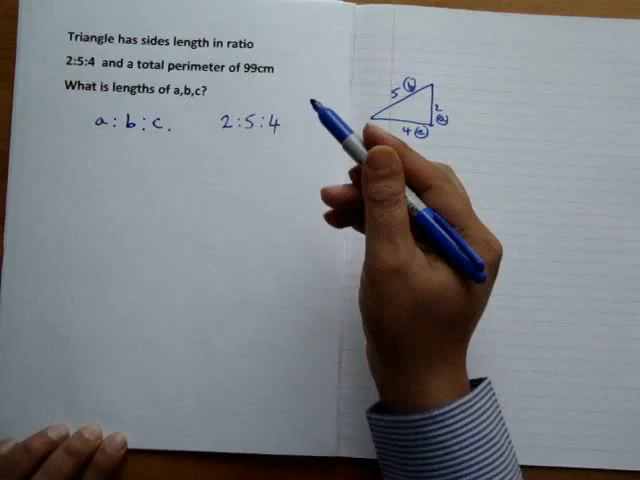 Triangle has sides length in ratio
2:5:4 and a total perimeter of 99cm
What is lengths of a,b,c?
a : b : c. 2 : 5 : 4
5 b
2 a
4 c